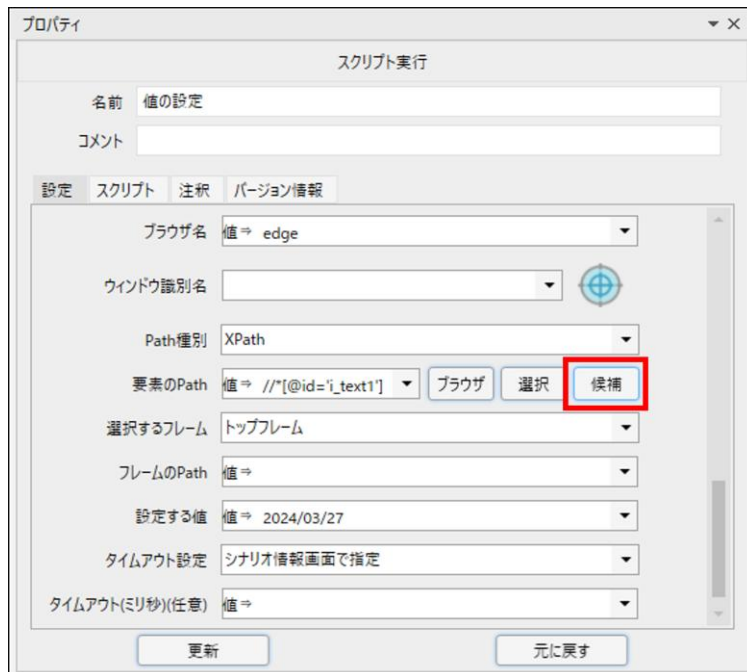 プロパティ
スクリプト実行
名前 値の設定
コメント
設定 スクリプト 注釈 バージョン情報
ブラウザ名 値⇒ edge
ウィンドウ識別名
Path種別 XPath
要素のPath 値⇒ //*[@id='i_text1'] ブラウザ 選択 候補
選択するフレーム トップフレーム
フレームのPath 値⇒
設定する値 値⇒ 2024/03/27
タイムアウト設定 シナリオ情報画面で指定
タイムアウト(ミリ秒)(任意) 値⇒
更新 元に戻す